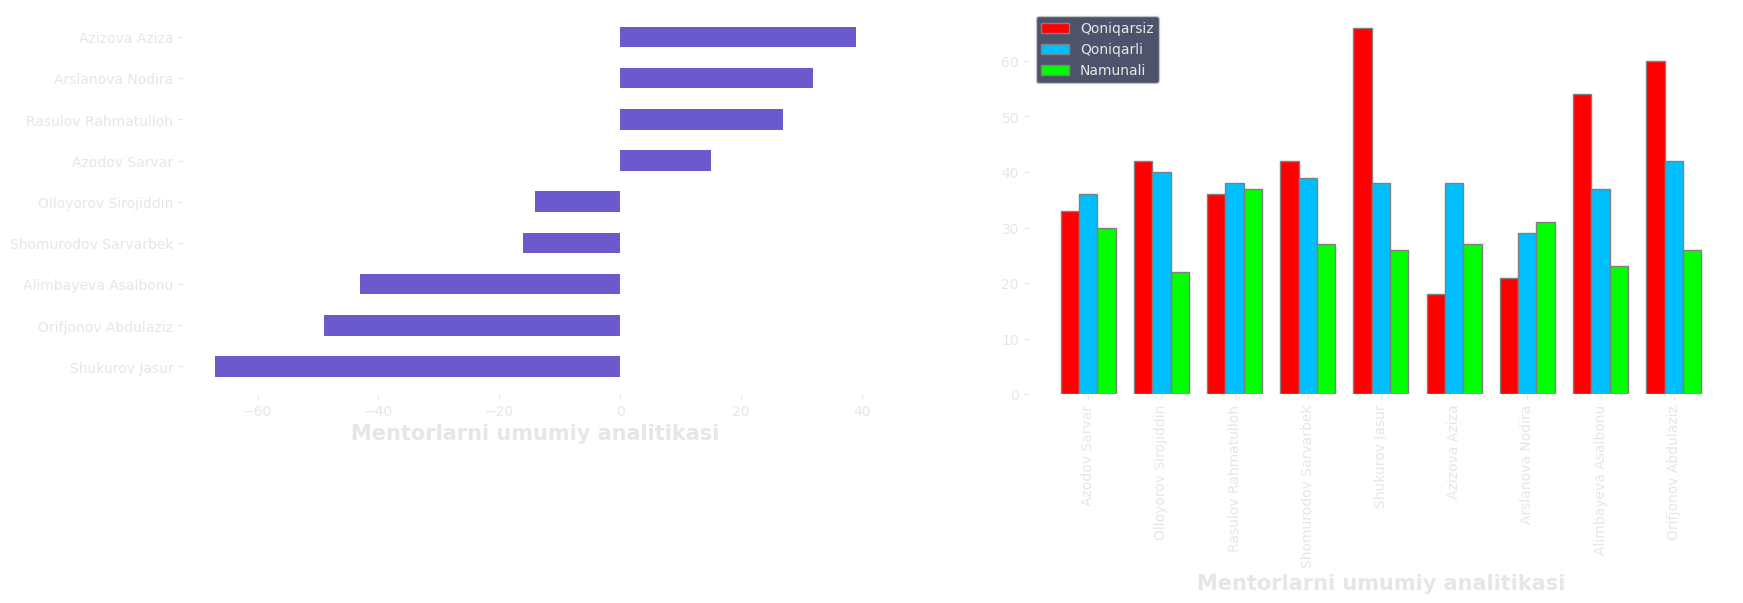 Azizova Aziza
Arslanova Nodira
Rasulov Rahmatulloh
Azodov Sarvar
Olloyorov Sirojiddin
Shomurodov Sarvarbek
Alimbayeva Asalbonu
Orifjonov Abdulaziz
Shukurov Jasur
−60 −40 −20 0 20 40
Mentorlarni umumiy analitikasi
Qoniqarsiz
Qoniqarli
Namunali
60
50
40
30
20
10
0
Azodov Sarvar
Olloyorov Sirojiddin
Rasulov Rahmatulloh
Shomurodov Sarvarbek
Shukurov Jasur
Azizova Aziza
Arslanova Nodira
Alimbayeva Asalbonu
Orifjonov Abdulaziz
Mentorlarni umumiy analitikasi